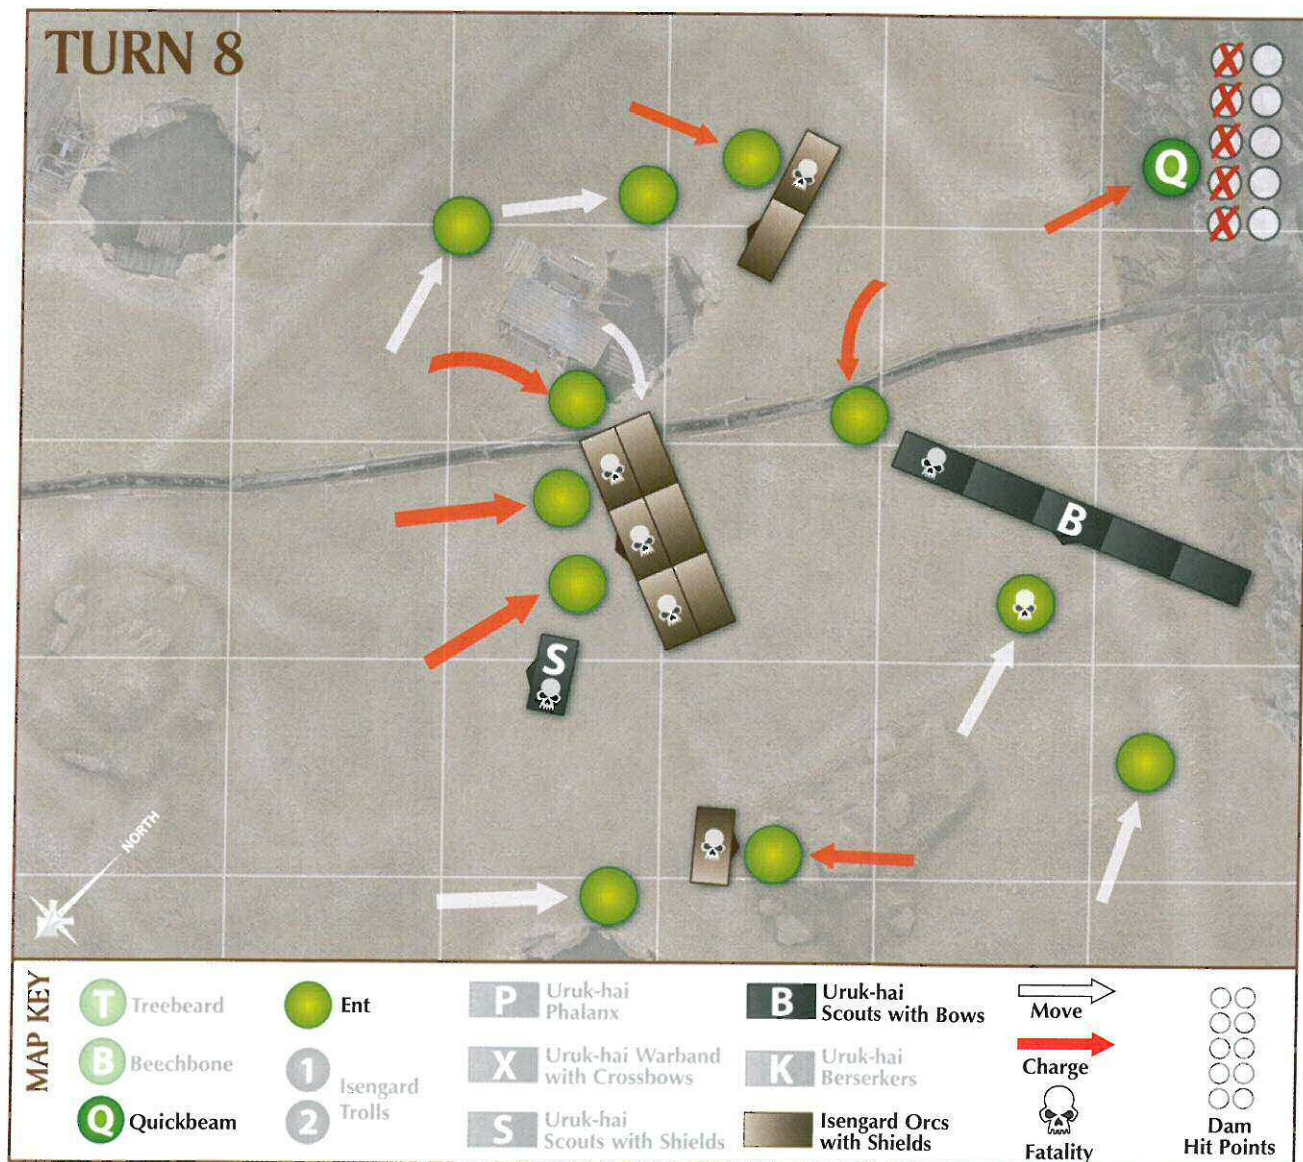 TURN 8
Q
B
S
NORTH
MAP KEY
T Treebeard
B Beechbone
Q Quickbeam
Ent
1
2
Isengard
Trolls
P Uruk-hai
Phalanx
X Uruk-hai Warband
with Crossbows
S Uruk-hai
Scouts with Shields
B Uruk-hai
Scouts with Bows
K Uruk-hai
Berserkers
Isengard Orcs
with Shields
Move
Charge
Fatality
Dam
Hit Points